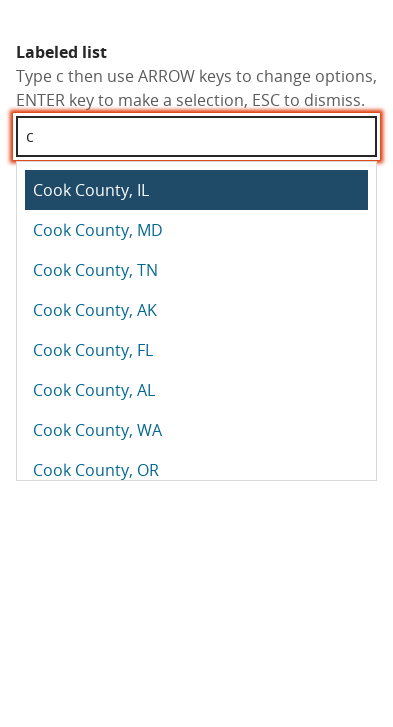 Labeled list
Type c then use ARROW keys to change options,
ENTER key to make a selection, ESC to dismiss.
c
Cook County, IL
Cook County, MD
Cook County, TN
Cook County, AK
Cook County, FL
Cook County, AL
Cook County, WA
Cook County, OR